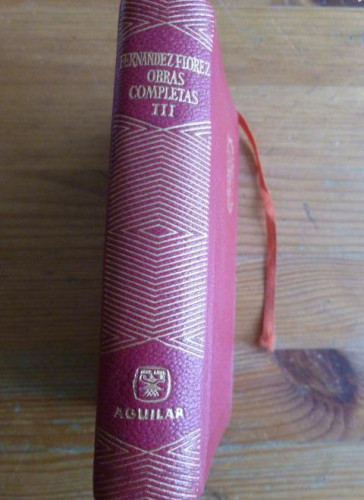 FERNANDEZ FLOREZ
OBRAS
COMPLETAS
III
AGUILAR